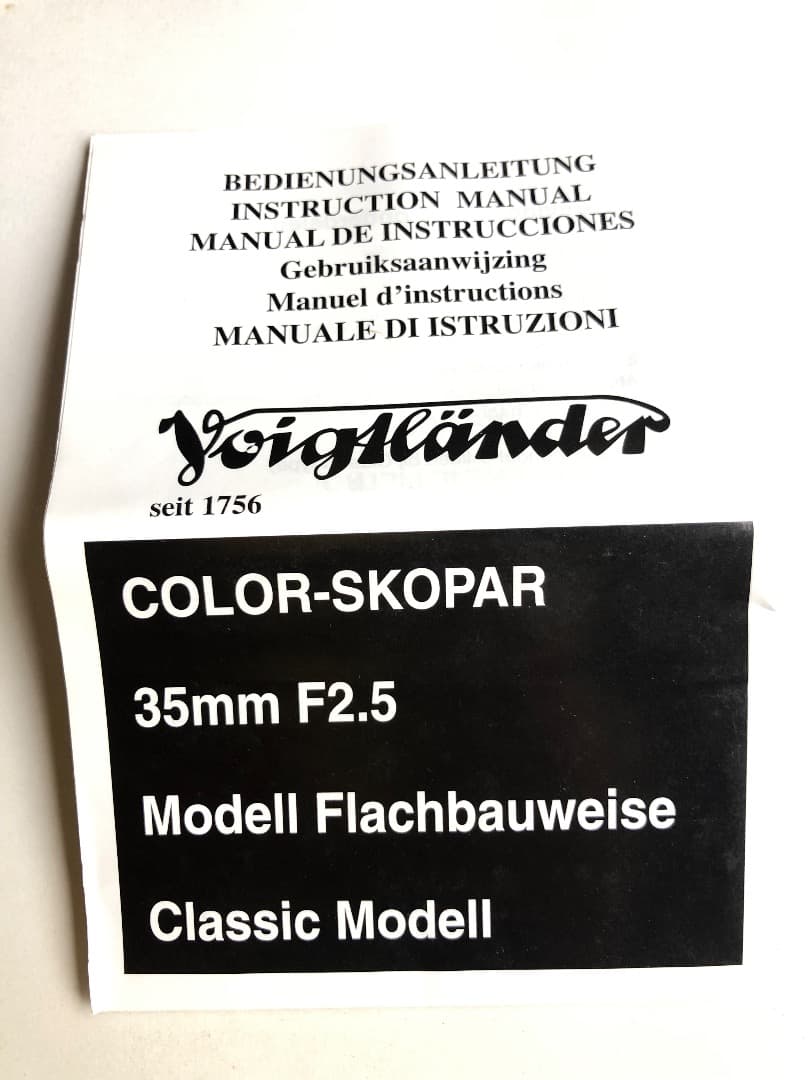 BEDIENUNGSANLEITUNG
INSTRUCTION MANUAL
MANUAL DE INSTRUCCIONES
Gebruiksaanwijzing
Manuel d'instructions
MANUALE DI ISTRUZIONI
Voigtländer
seit 1756
COLOR-SKOPAR
35mm F2.5
Modell Flachbauweise
Classic Modell